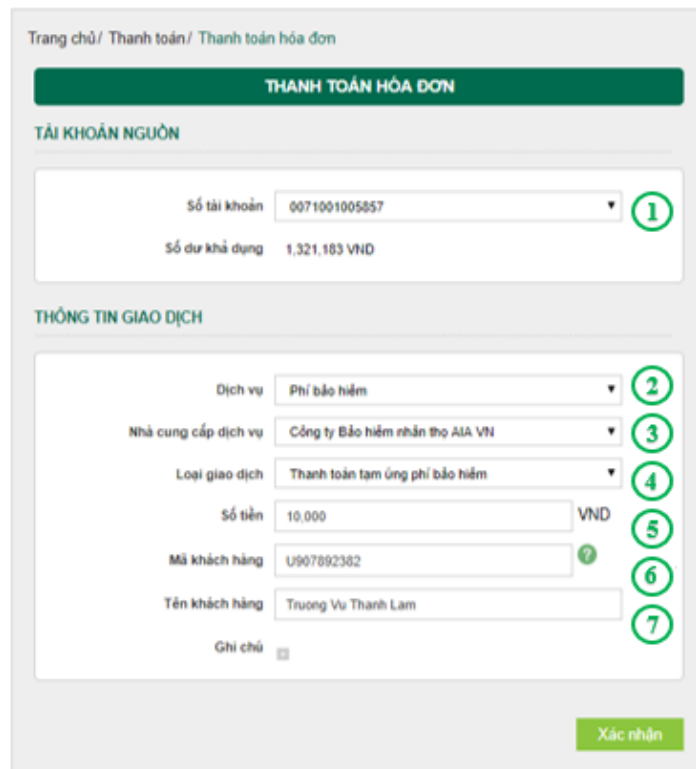 Trang chủ/ Thanh toán/ Thanh toán hóa đơn
THANH TOÁN HÓA ĐƠN
TÀI KHOẢN NGUỒN
Số tài khoản 0071001005857 1
Số dư khả dụng 1,321,183 VND
THÔNG TIN GIAO DỊCH
Dịch vụ Phí bảo hiểm 2
Nhà cung cấp dịch vụ Công ty Bảo hiểm nhân thọ AIA VN 3
Loại giao dịch Thanh toán tạm ứng phí bảo hiểm 4
Số tiền 10,000 VND 5
Mã khách hàng U907892382 ? 6
Tên khách hàng Truong Vu Thanh Lam 7
Ghi chú
Xác nhận